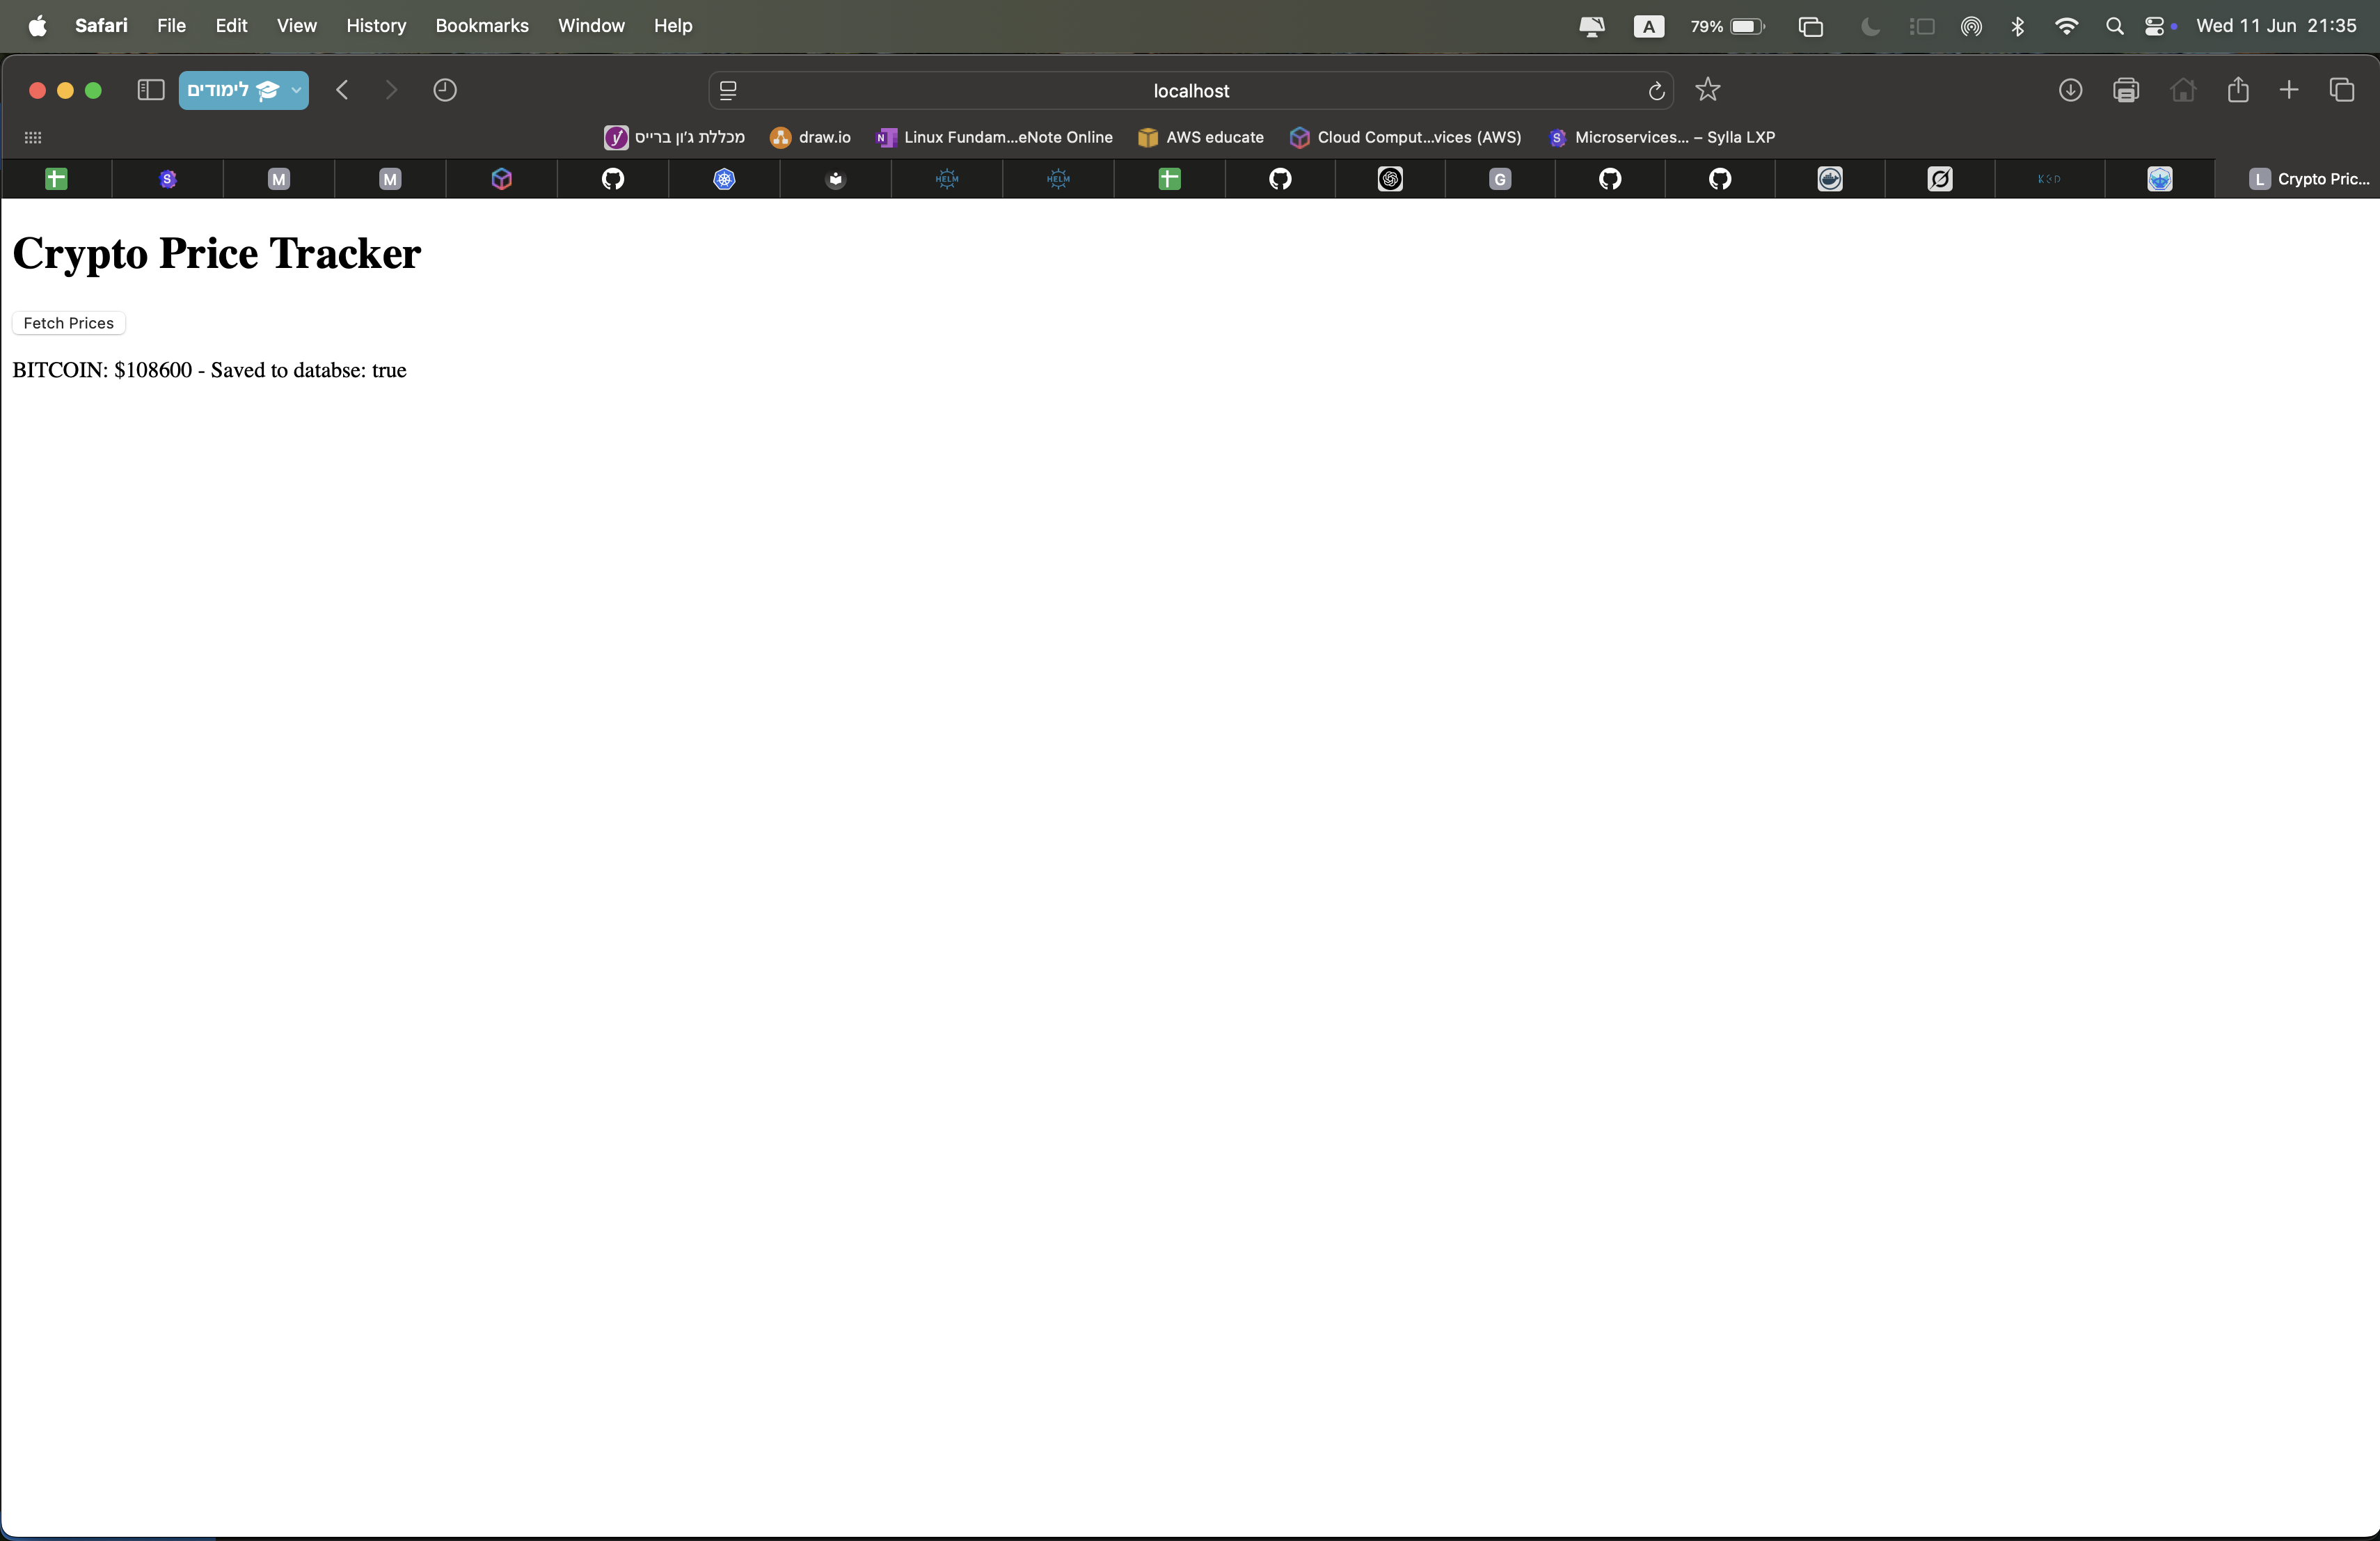 Safari File Edit View History Bookmarks Window Help A 79% Wed 11 Jun 21:35
לימודים localhost
מכללת ג'ון ברייס draw.io Linux Fundam...eNote Online AWS educate Cloud Comput...vices (AWS) Microservices... – Sylla LXP
S M M HELM HELM G L Crypto Pric...
Crypto Price Tracker
Fetch Prices
BITCOIN: $108600 - Saved to databse: true